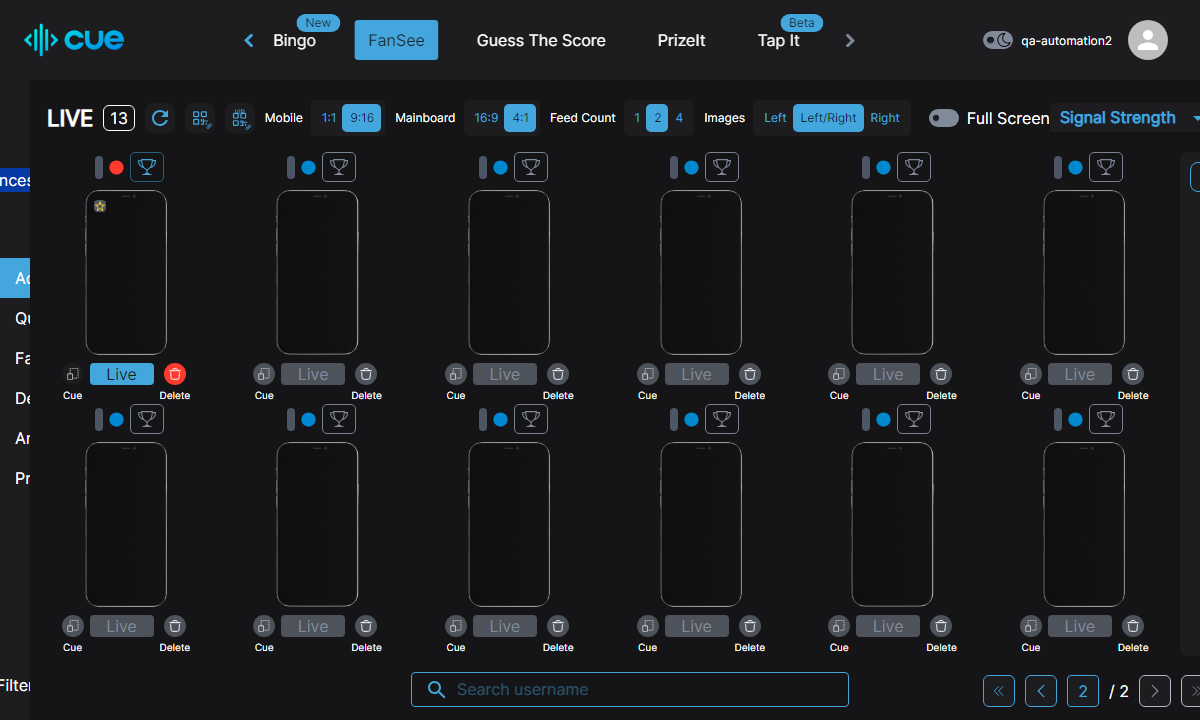 cue
New
Bingo
FanSee
Guess The Score
PrizeIt
Beta
Tap It
qa-automation2
LIVE 13
VIP
Mobile 1:1 9:16
Mainboard 16:9 4:1
Feed Count 1 2 4
Images Left Left/Right Right
Full Screen
Signal Strength
nces
Ad
Qu
Fa
De
An
Pr
Filter
Live Live Live Live Live Live
Cue Delete Cue Delete Cue Delete Cue Delete Cue Delete Cue Delete
Live Live Live Live Live Live
Cue Delete Cue Delete Cue Delete Cue Delete Cue Delete Cue Delete
Search username
2 / 2